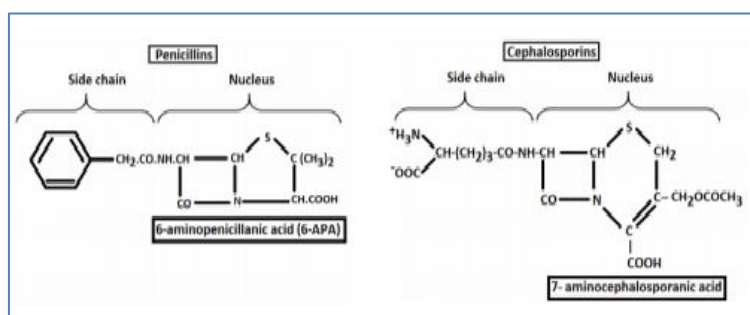 Penicillins
Side chain Nucleus
CH₂.CO.NH.CH CH S C(CH₃)₂
CO N CH.COOH
6-aminopenicillanic acid (6-APA)
Cephalosporins
Side chain Nucleus
⁺H₃N
⁻OOC
CH-(CH₂)₃-CO-NH-CH CH S CH₂
CO N C-CH₂OCOCH₃
C
COOH
7- aminocephalosporanic acid